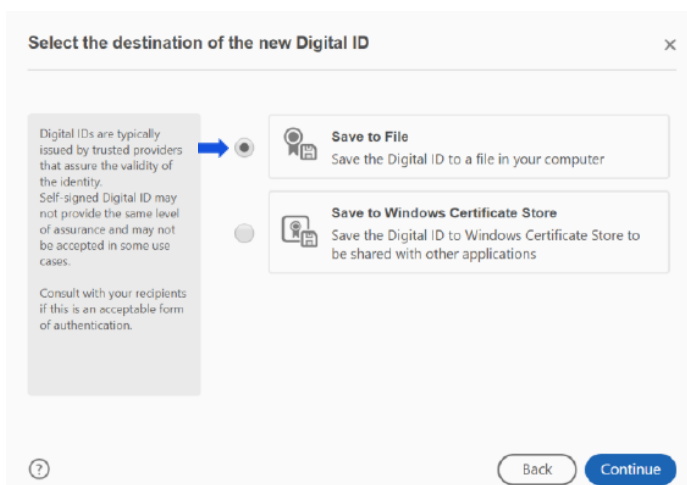 Select the destination of the new Digital ID
Digital IDs are typically
issued by trusted providers
that assure the validity of
the identity.
Self-signed Digital ID may
not provide the same level
of assurance and may not
be accepted in some use
cases.
Consult with your recipients
if this is an acceptable form
of authentication.
Save to File
Save the Digital ID to a file in your computer
Save to Windows Certificate Store
Save the Digital ID to Windows Certificate Store to
be shared with other applications
?
Back
Continue